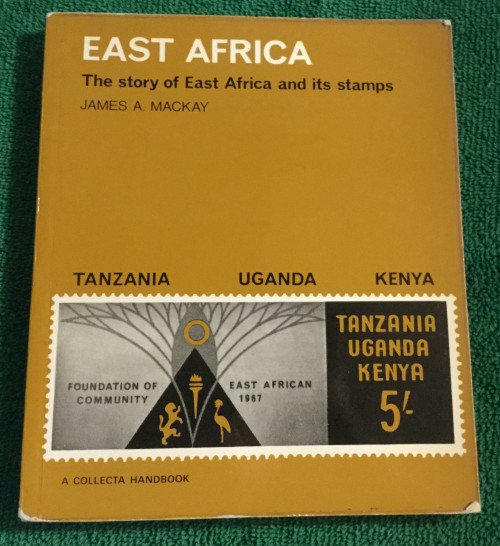 EAST AFRICA
The story of East Africa and its stamps
JAMES A. MACKAY
TANZANIA UGANDA KENYA
FOUNDATION OF EAST AFRICAN
COMMUNITY 1967
TANZANIA
UGANDA
KENYA
5/-
A COLLECTA HANDBOOK